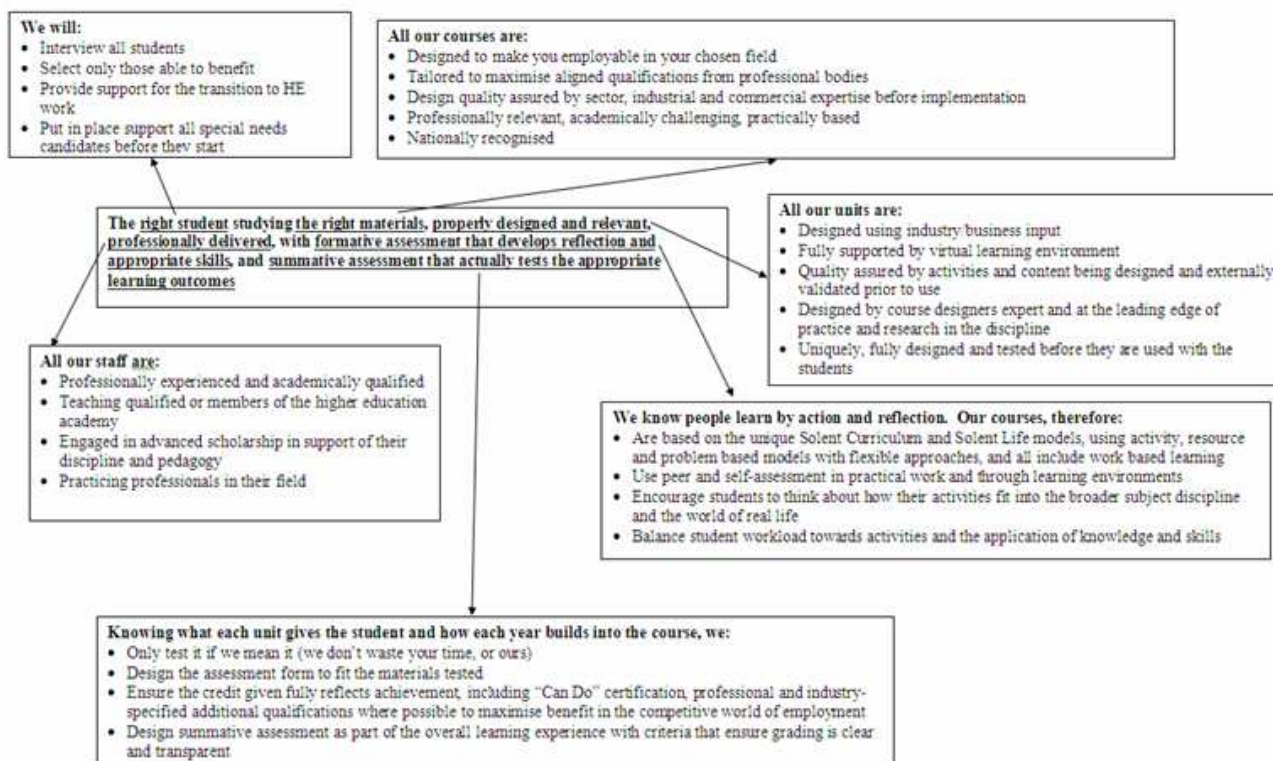 We will:
• Interview all students
• Select only those able to benefit
• Provide support for the transition to HE
work
• Put in place support all special needs
candidates before they start
All our courses are:
• Designed to make you employable in your chosen field
• Tailored to maximise aligned qualifications from professional bodies
• Design quality assured by sector, industrial and commercial expertise before implementation
• Professionally relevant, academically challenging, practically based
• Nationally recognised
The right student studying the right materials, properly designed and relevant,
professionally delivered, with formative assessment that develops reflection and
appropriate skills, and summative assessment that actually tests the appropriate
learning outcomes
All our units are:
• Designed using industry business input
• Fully supported by virtual learning environment
• Quality assured by activities and content being designed and externally
validated prior to use
• Designed by course designers expert and at the leading edge of
practice and research in the discipline
• Uniquely, fully designed and tested before they are used with the
students
All our staff are:
• Professionally experienced and academically qualified
• Teaching qualified or members of the higher education
academy
• Engaged in advanced scholarship in support of their
discipline and pedagogy
• Practicing professionals in their field
We know people learn by action and reflection. Our courses, therefore:
• Are based on the unique Solent Curriculum and Solent Life models, using activity, resource
and problem based models with flexible approaches, and all include work based learning
• Use peer and self-assessment in practical work and through learning environments
• Encourage students to think about how their activities fit into the broader subject discipline
and the world of real life
• Balance student workload towards activities and the application of knowledge and skills
Knowing what each unit gives the student and how each year builds into the course, we:
• Only test it if we mean it (we don't waste your time, or ours)
• Design the assessment form to fit the materials tested
• Ensure the credit given fully reflects achievement, including "Can Do" certification, professional and industry-
specified additional qualifications where possible to maximise benefit in the competitive world of employment
• Design summative assessment as part of the overall learning experience with criteria that ensure grading is clear
and transparent